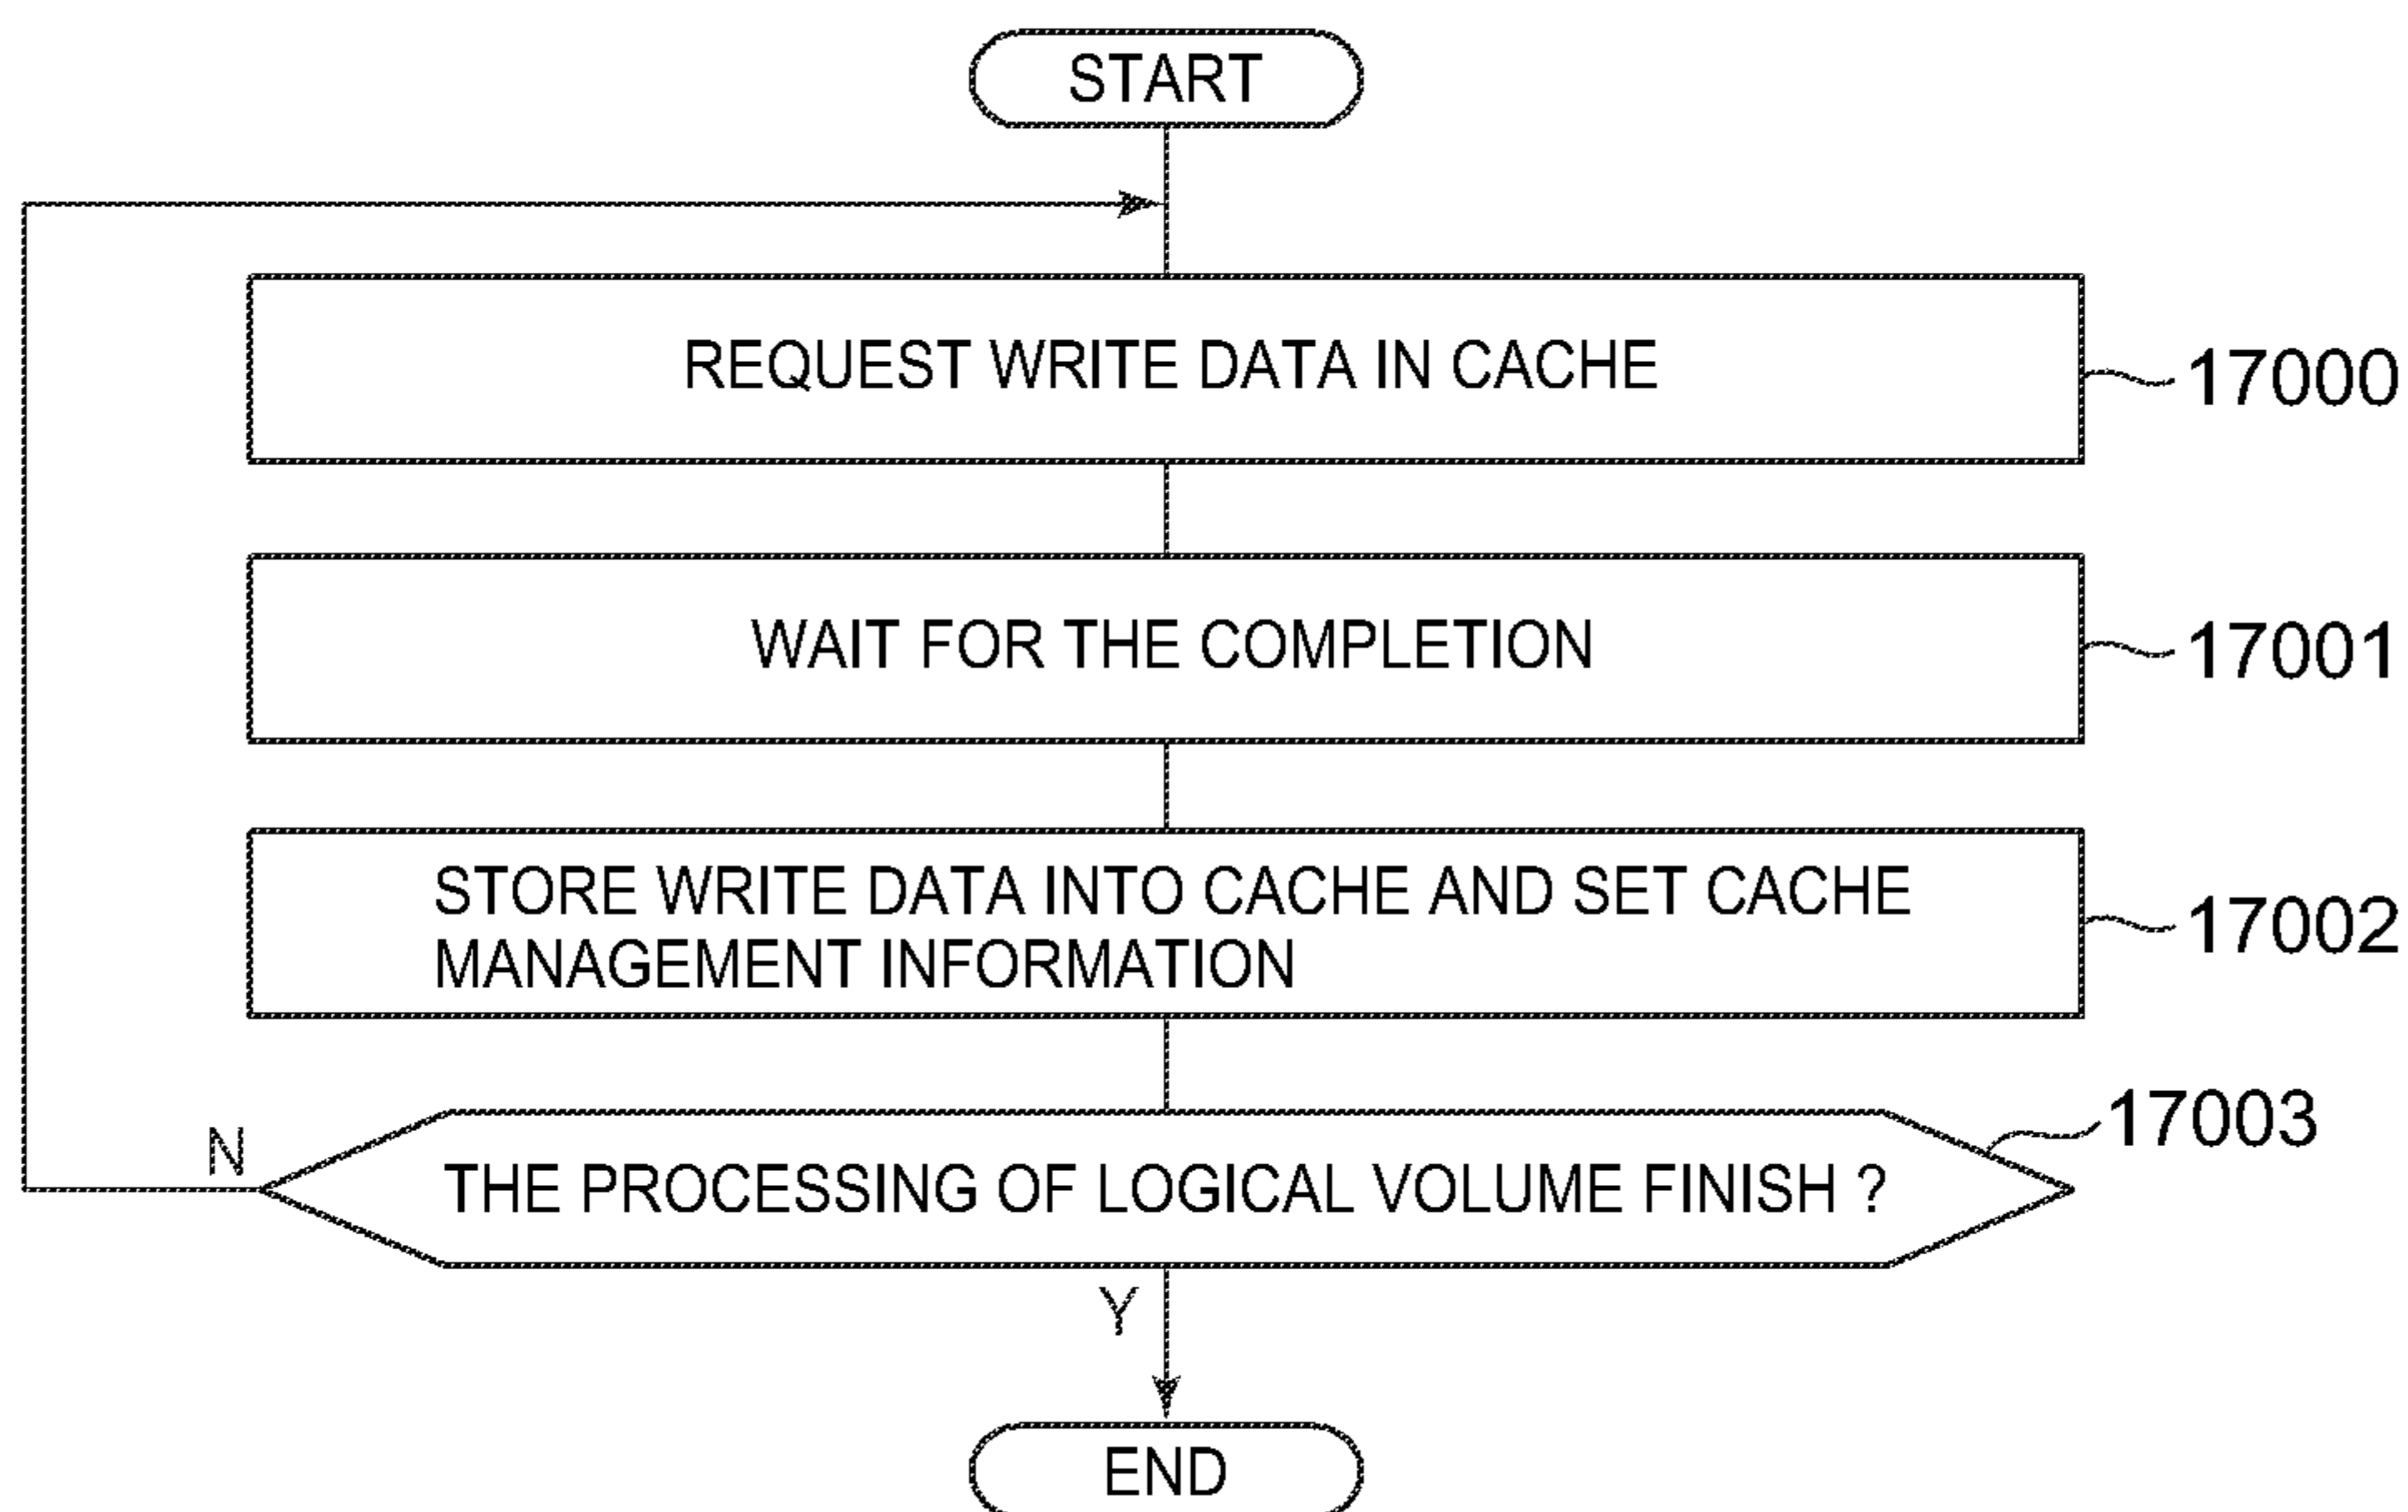 START
REQUEST WRITE DATA IN CACHE
17000
WAIT FOR THE COMPLETION
17001
STORE WRITE DATA INTO CACHE AND SET CACHE
MANAGEMENT INFORMATION
17002
17003
N
THE PROCESSING OF LOGICAL VOLUME FINISH ?
Y
END